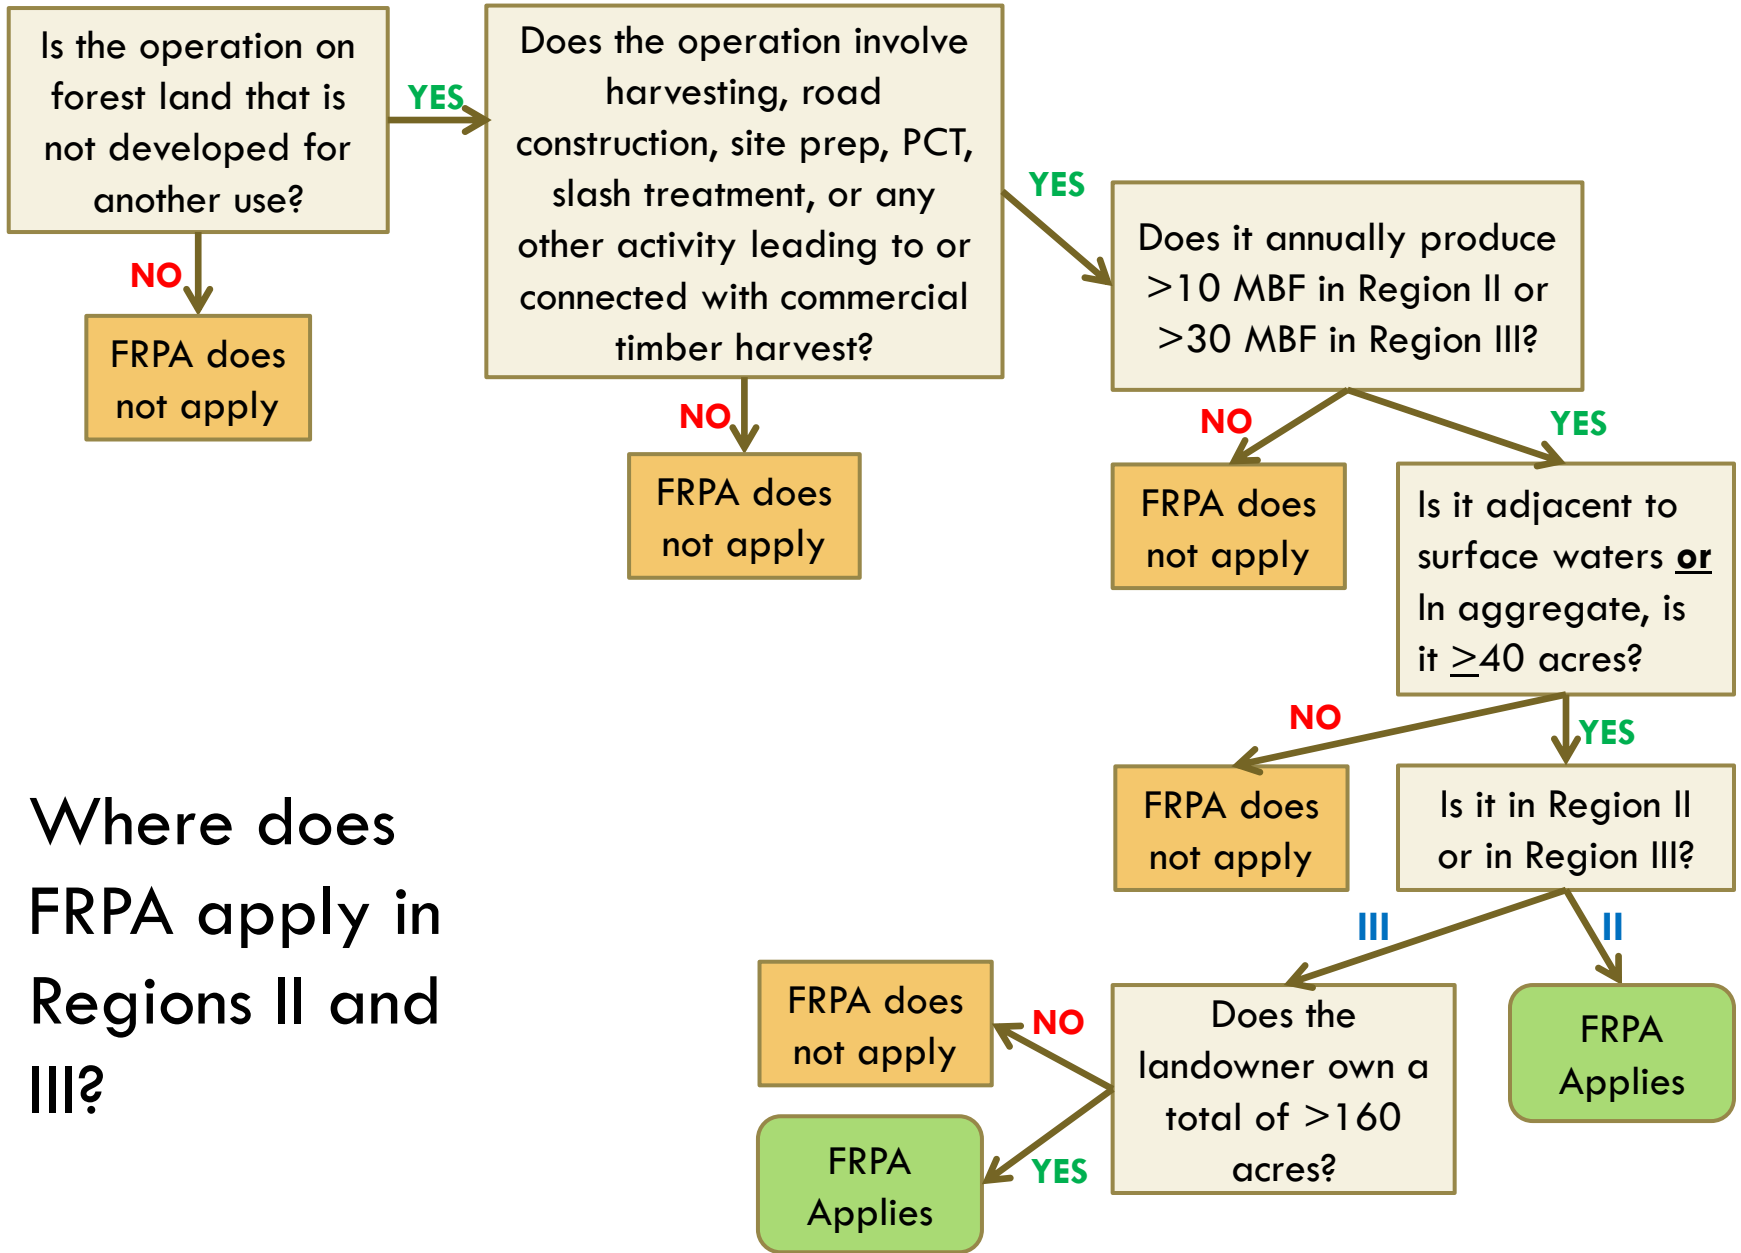 Is the operation on
forest land that is
not developed for
another use?
YES
NO
FRPA does
not apply
Does the operation involve
harvesting, road
construction, site prep, PCT,
slash treatment, or any
other activity leading to or
connected with commercial
timber harvest?
YES
NO
FRPA does
not apply
Does it annually produce
>10 MBF in Region II or
>30 MBF in Region III?
NO
YES
FRPA does
not apply
Is it adjacent to
surface waters or
In aggregate, is
it ≥40 acres?
NO
YES
FRPA does
not apply
Is it in Region II
or in Region III?
III
II
FRPA
Applies
Does the
landowner own a
total of >160
acres?
NO
FRPA does
not apply
YES
FRPA
Applies
Where does
FRPA apply in
Regions II and
III?